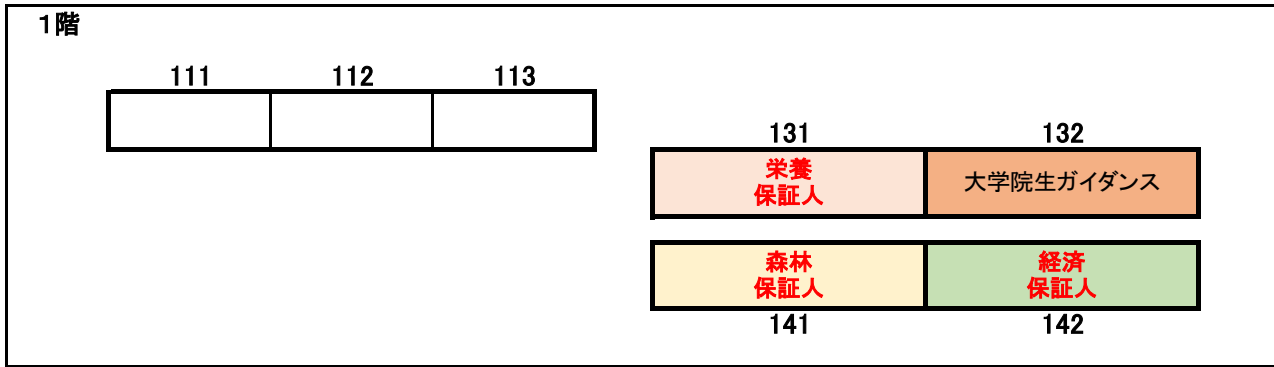 1階
111 112 113
131 132
栄養
保証人
大学院生ガイダンス
森林
保証人
経済
保証人
141 142